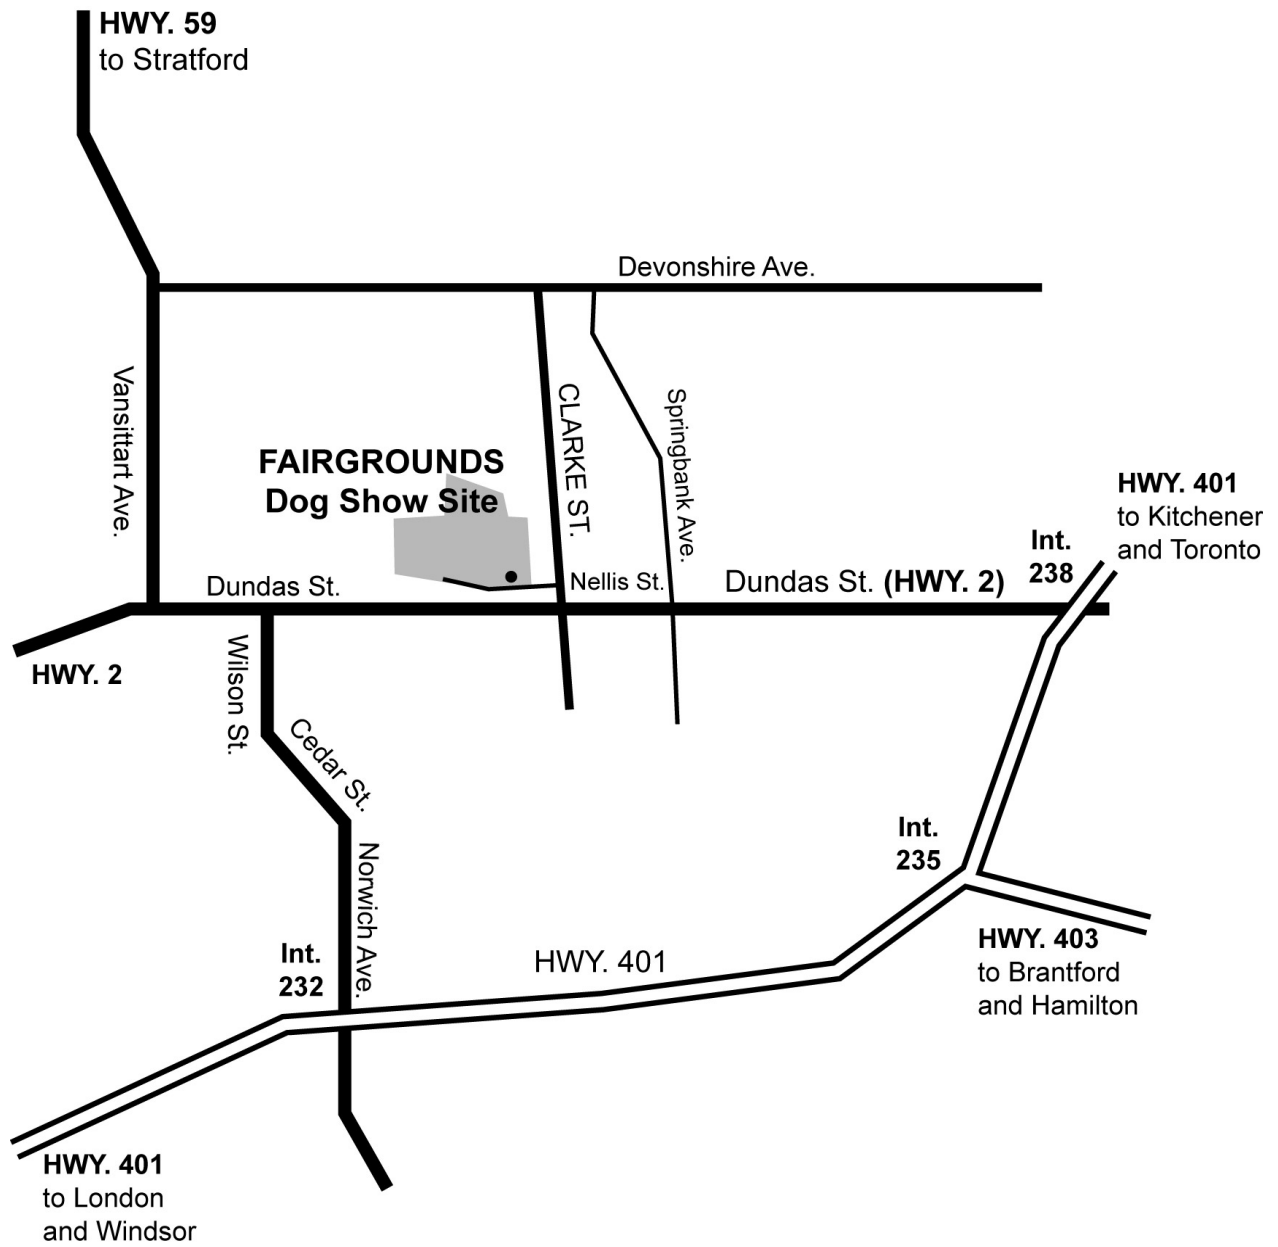 HWY. 59
to Stratford
Devonshire Ave.
Vansittart Ave.
CLARKE ST.
Springbank Ave.
FAIRGROUNDS
Dog Show Site
HWY. 401
to Kitchener
and Toronto
Int.
238
Dundas St.
Nellis St.
Dundas St. (HWY. 2)
HWY. 2
Wilson St.
Cedar St.
Norwich Ave.
Int.
235
Int.
232
HWY. 401
HWY. 403
to Brantford
and Hamilton
HWY. 401
to London
and Windsor